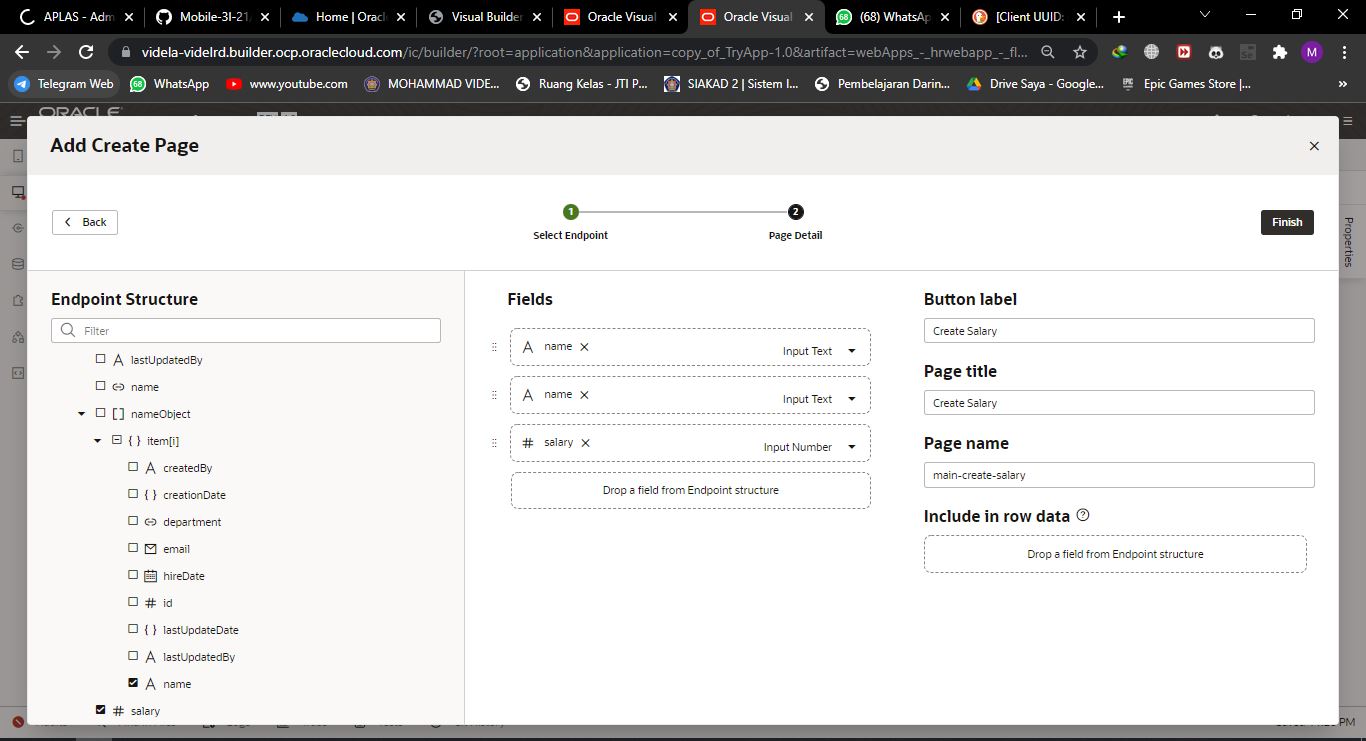 APLAS - Adm
Mobile-3I-21
Home | Oracl
Visual Builder
Oracle Visual
Oracle Visual
(68) WhatsAp
[Client UUID:
videla-videlrd.builder.ocp.oraclecloud.com/ic/builder/?root=application&application=copy_of_TryApp-1.0&artifact=webApps_-_hrwebapp_-_fl...
M
Telegram Web
68
WhatsApp
www.youtube.com
MOHAMMAD VIDE...
Ruang Kelas - JTI P...
SIAKAD 2 | Sistem I...
Pembelajaran Darin...
Drive Saya - Google...
Epic Games Store |...
»
ORACLE
Add Create Page
Back
1
Select Endpoint
2
Page Detail
Finish
Properties
Endpoint Structure
Filter
lastUpdatedBy
name
nameObject
item[i]
createdBy
creationDate
department
email
hireDate
id
lastUpdateDate
lastUpdatedBy
name
salary
Fields
name
Input Text
name
Input Text
salary
Input Number
Drop a field from Endpoint structure
Button label
Create Salary
Page title
Create Salary
Page name
main-create-salary
Include in row data
Drop a field from Endpoint structure